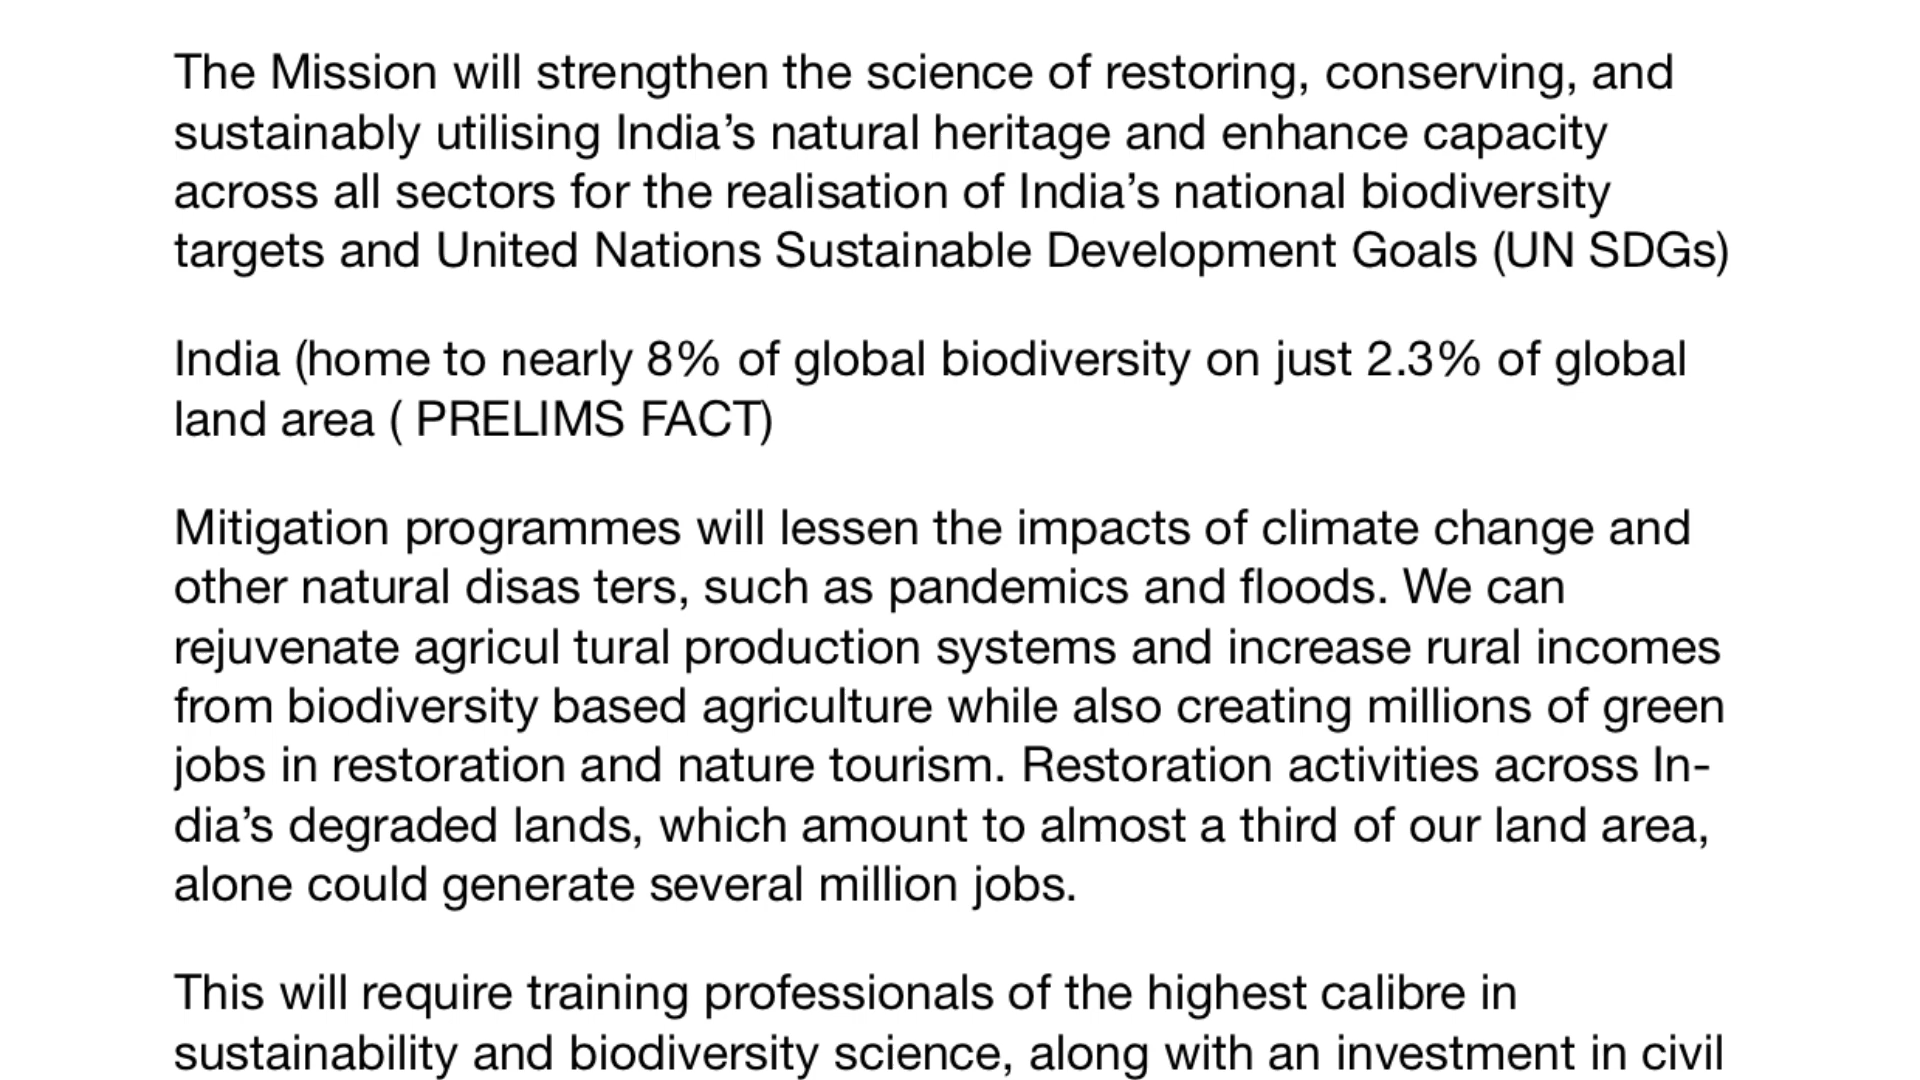 The Mission will strengthen the science of restoring, conserving, and
sustainably utilising India’s natural heritage and enhance capacity
across all sectors for the realisation of India’s national biodiversity
targets and United Nations Sustainable Development Goals (UN SDGs)
India (home to nearly 8% of global biodiversity on just 2.3% of global
land area ( PRELIMS FACT)
Mitigation programmes will lessen the impacts of climate change and
other natural disas ters, such as pandemics and floods. We can
rejuvenate agricul tural production systems and increase rural incomes
from biodiversity based agriculture while also creating millions of green
jobs in restoration and nature tourism. Restoration activities across In-
dia’s degraded lands, which amount to almost a third of our land area,
alone could generate several million jobs.
This will require training professionals of the highest calibre in
sustainability and biodiversity science, along with an investment in civil